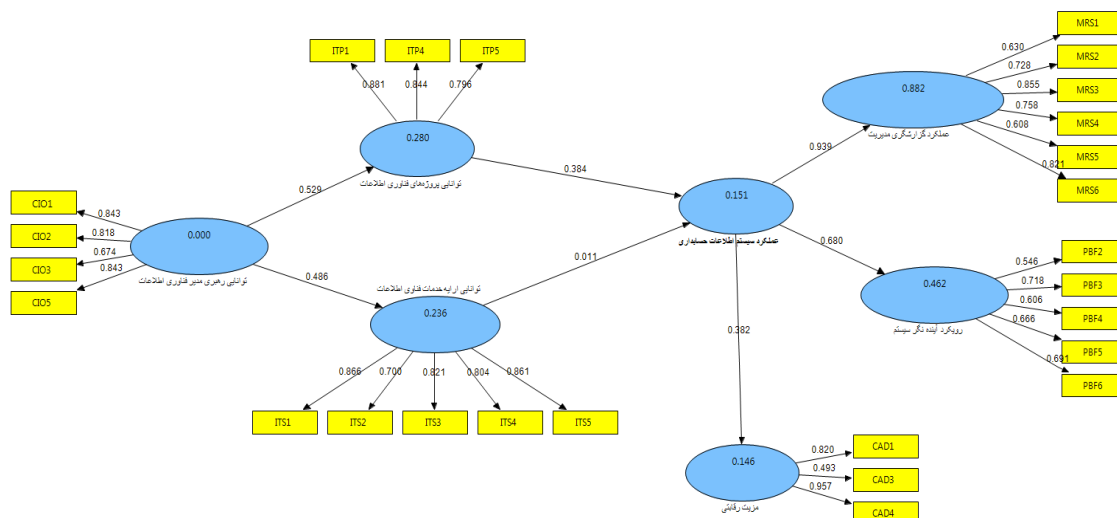 ITP1 ITP4 ITP5
0.881 0.844 0.796
0.280
توانایی پروژه‌های فناوری اطلاعات
0.529
0.384
CIO1
CIO2
CIO3
CIO5
0.843
0.818
0.674
0.843
0.000
توانایی رهبری مدیر فناوری اطلاعات
0.486
توانایی ارایه خدمات فناوی اطلاعات
0.236
0.011
0.866 0.700 0.821 0.804 0.861
ITS1 ITS2 ITS3 ITS4 ITS5
0.151
عملکرد سیستم اطلاعات حسابداری
0.939
0.680
0.382
0.882
عملکرد گزارشگری مدیریت
0.630
0.728
0.855
0.758
0.608
0.821
MRS1
MRS2
MRS3
MRS4
MRS5
MRS6
0.462
رویکرد آینده نگر سیستم
0.546
0.718
0.606
0.666
0.691
PBF2
PBF3
PBF4
PBF5
PBF6
0.146
مزیت رقابتی
0.820
0.493
0.957
CAD1
CAD3
CAD4